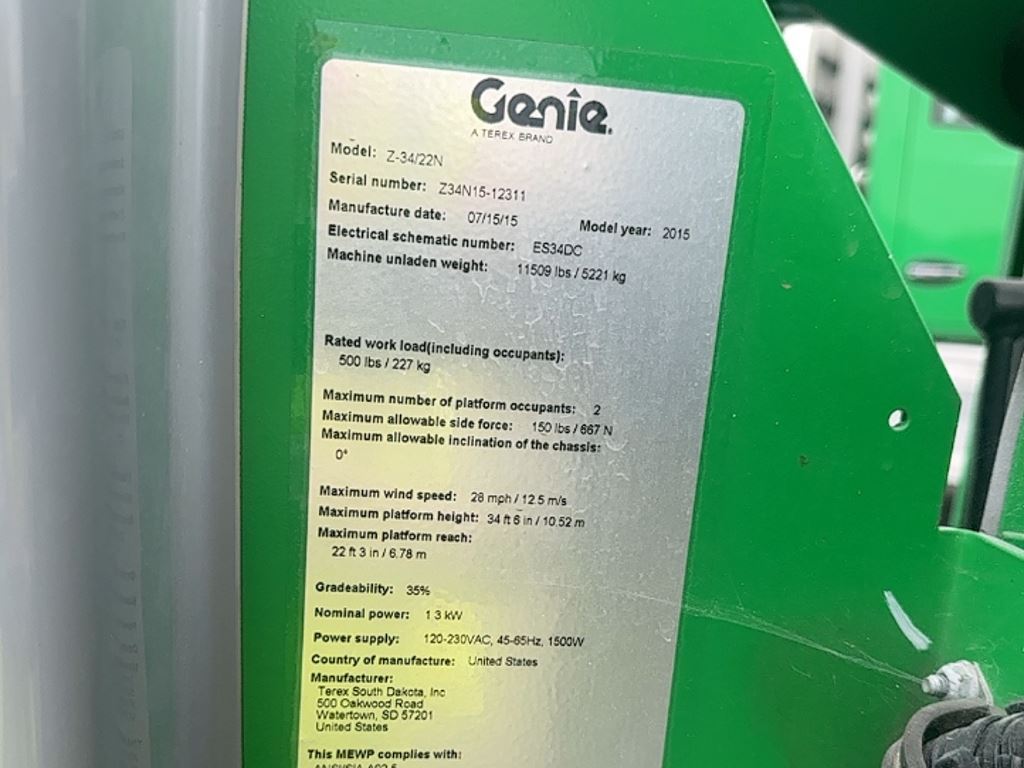 Genie.
A TEREX BRAND
Model: Z-34/22N
Serial number: Z34N15-12311
Manufacture date: 07/15/15 Model year: 2015
Electrical schematic number: ES34DC
Machine unladen weight: 11509 lbs / 5221 kg
Rated work load(including occupants):
500 lbs / 227 kg
Maximum number of platform occupants: 2
Maximum allowable side force: 150 lbs / 667 N
Maximum allowable inclination of the chassis:
0°
Maximum wind speed: 28 mph / 12.5 m/s
Maximum platform height: 34 ft 6 in / 10.52 m
Maximum platform reach:
22 ft 3 in / 6.78 m
Gradeability: 35%
Nominal power: 1.3 kW
Power supply: 120-230VAC, 45-65Hz, 1500W
Country of manufacture: United States
Manufacturer:
Terex South Dakota, Inc
500 Oakwood Road
Watertown, SD 57201
United States
This MEWP complies with: